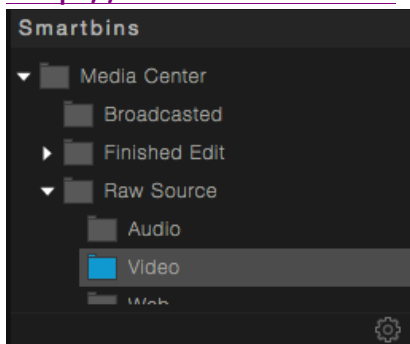 Smartbins
Media Center
Broadcasted
Finished Edit
Raw Source
Audio
Video